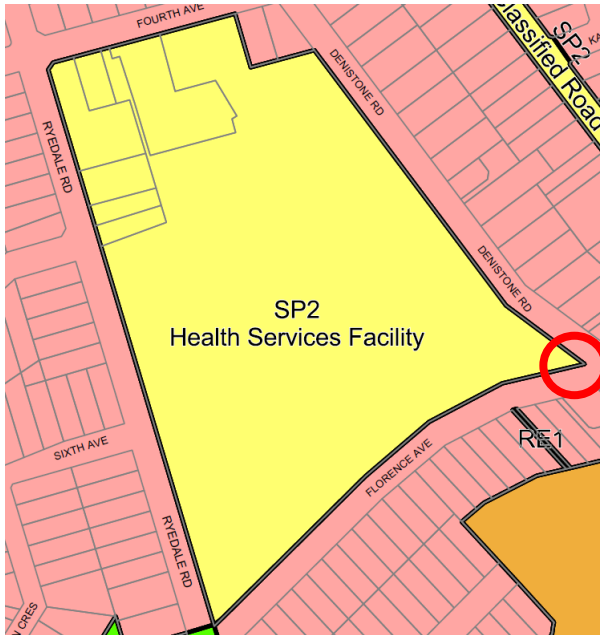 FOURTH AVE
Classified Road
SP2
DENISTONE RD
RYEDALE RD
DENISTONE RD
SP2
Health Services Facility
RE1
SIXTH AVE
FLORENCE AVE
RYEDALE RD
CRES